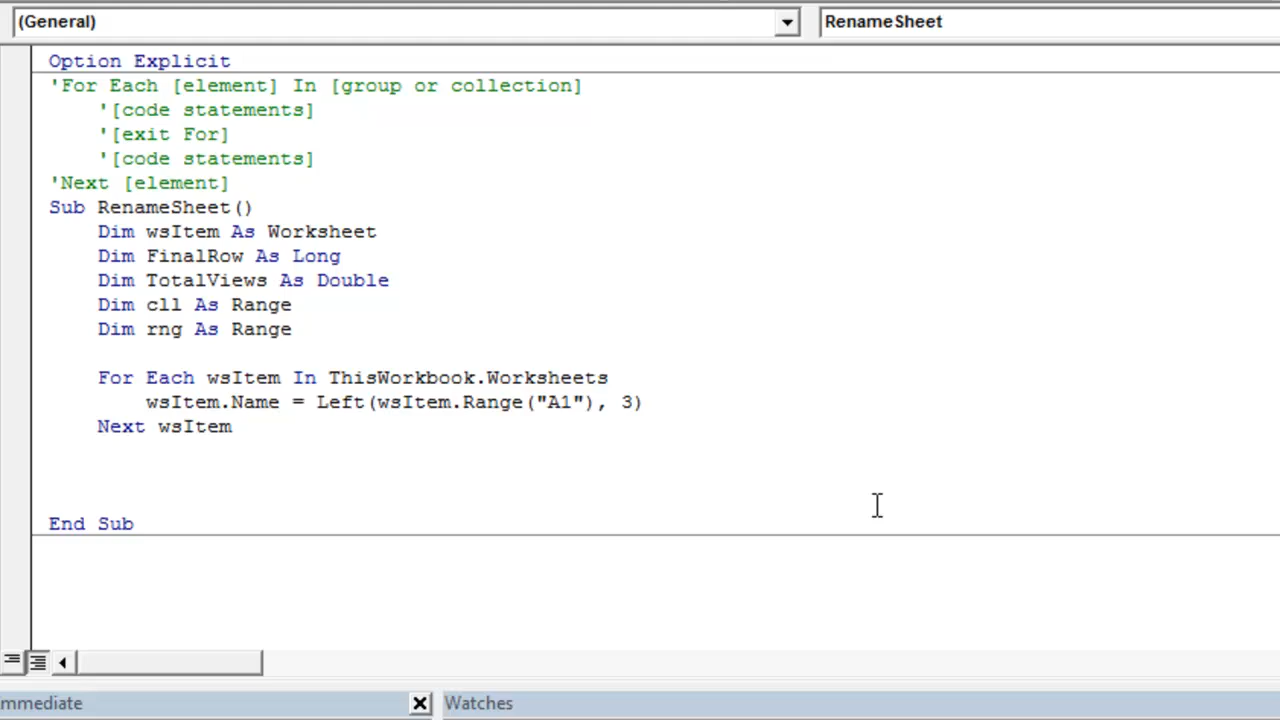 (General) RenameSheet
Option Explicit
'For Each [element] In [group or collection]
'[code statements]
'[exit For]
'[code statements]
'Next [element]
Sub RenameSheet()
Dim wsItem As Worksheet
Dim FinalRow As Long
Dim TotalViews As Double
Dim cll As Range
Dim rng As Range
For Each wsItem In ThisWorkbook.Worksheets
wsItem.Name = Left(wsItem.Range("A1"), 3)
Next wsItem
End Sub
mmediate Watches